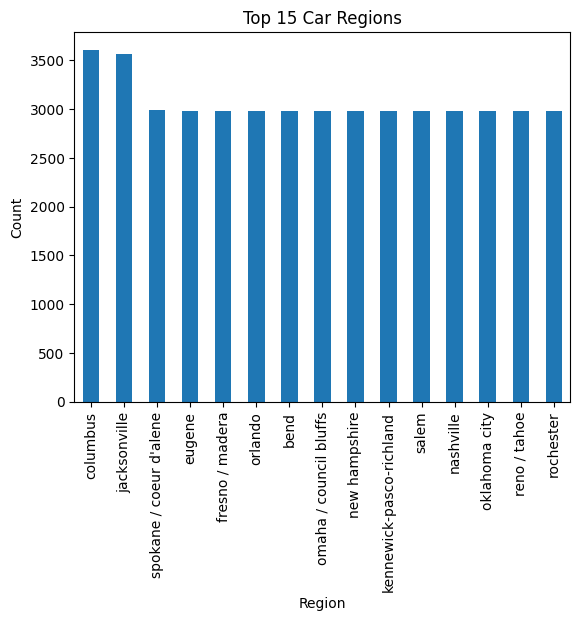 Top 15 Car Regions
3500
3000
2500
2000
1500
1000
500
0
Count
columbus
jacksonville
spokane / coeur d'alene
eugene
fresno / madera
orlando
bend
omaha / council bluffs
new hampshire
kennewick-pasco-richland
salem
nashville
oklahoma city
reno / tahoe
rochester
Region